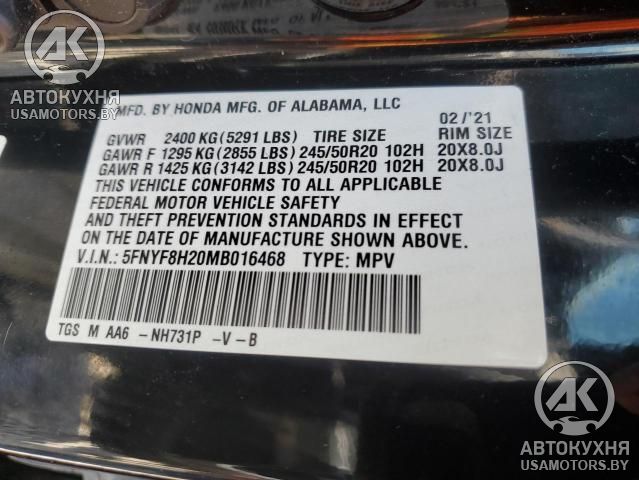 АК
АВТОКУХНЯ
USAMOTORS.BY/
MFD. BY HONDA MFG. OF ALABAMA, LLC 02/'21
GVWR 2400 KG(5291 LBS) TIRE SIZE RIM SIZE
GAWR F 1295 KG(2855 LBS)245/50R20 102H 20X8.0J
GAWR R 1425 KG(3142 LBS)245/50R20 102H 20X8.0J
THIS VEHICLE CONFORMS TO ALL APPLICABLE
FEDERAL MOTOR VEHICLE SAFETY
AND THEFT PREVENTION STANDARDS IN EFFECT
ON THE DATE OF MANUFACTURE SHOWN ABOVE.
V.I.N.: 5FNYF8H20MB016468 TYPE: MPV
TGS M AA6 -NH731P -V-B
АК
АВТОКУХНЯ
USAMOTORS.BY/